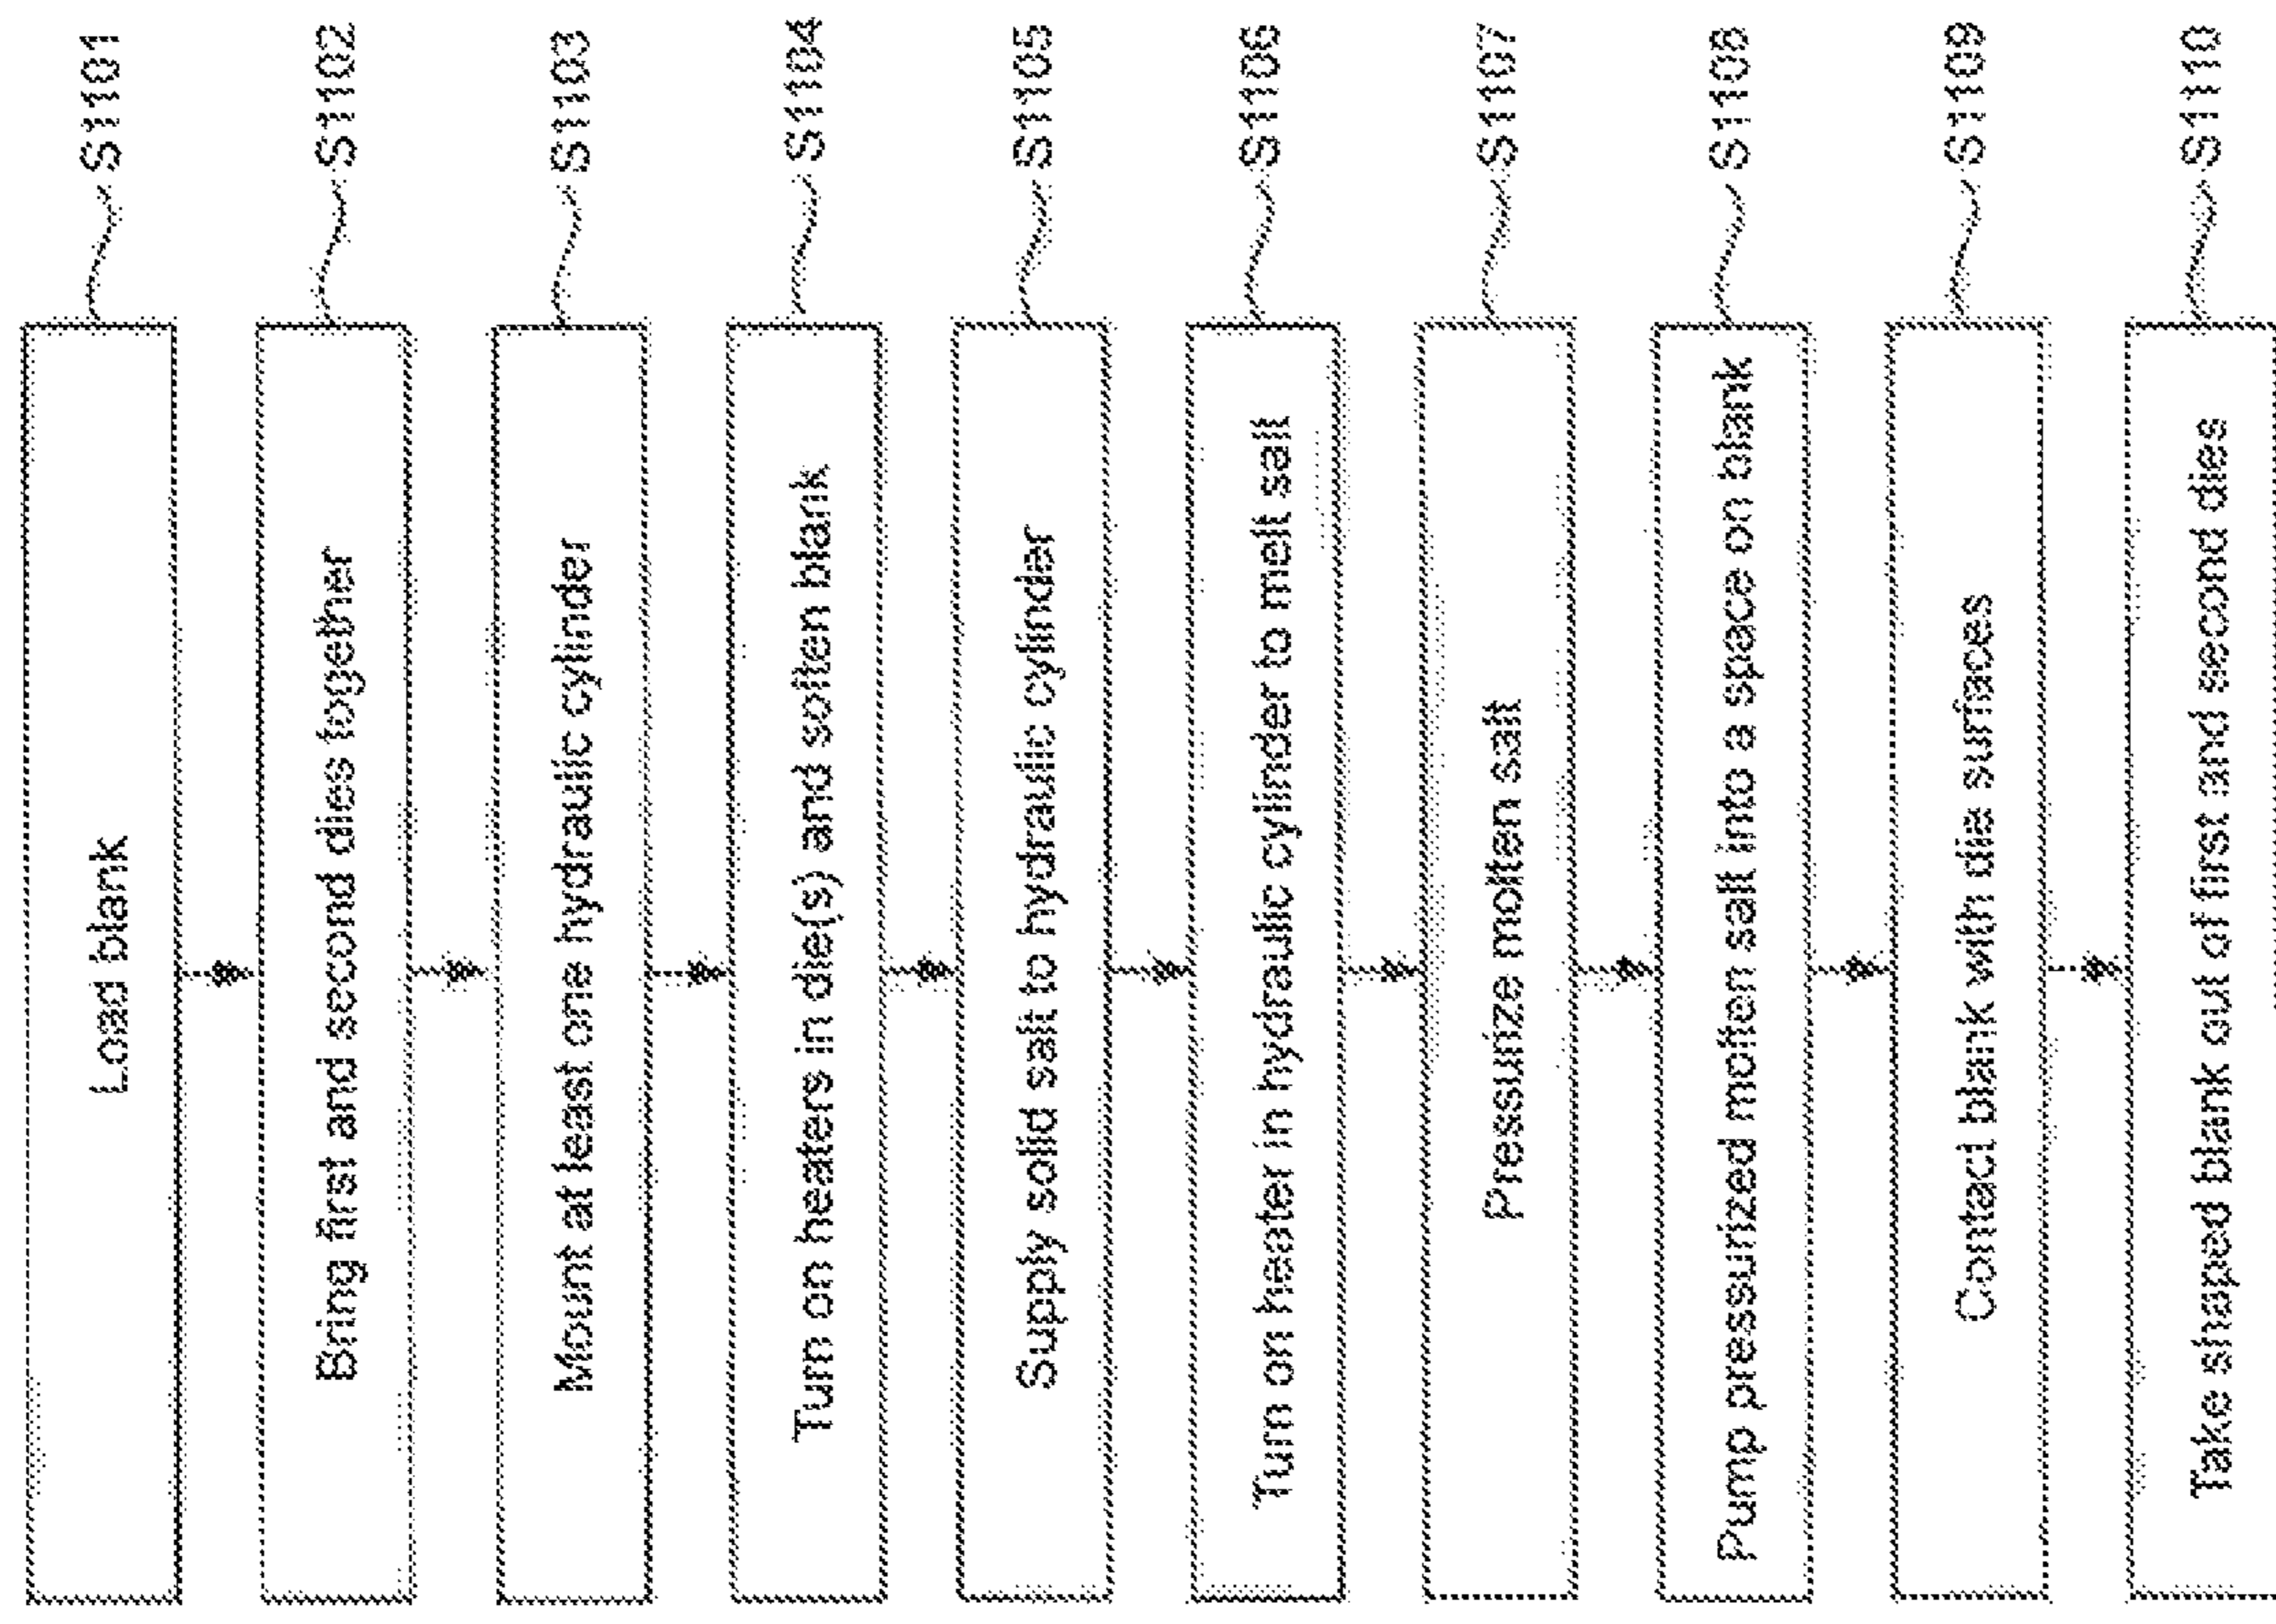 Load blank S1101
Bring first and second dies together S1102
Mount at least one hydraulic cylinder S1103
Turn on heaters in die(s) and soften blank S1104
Supply solid salt to hydraulic cylinder S1105
Turn on heater in hydraulic cylinder to melt salt S1106
Pressurize molten salt S1107
Pump pressurized molten salt into a space on blank S1108
Contact blank with die surfaces S1109
Take shaped blank out of first and second dies S1110